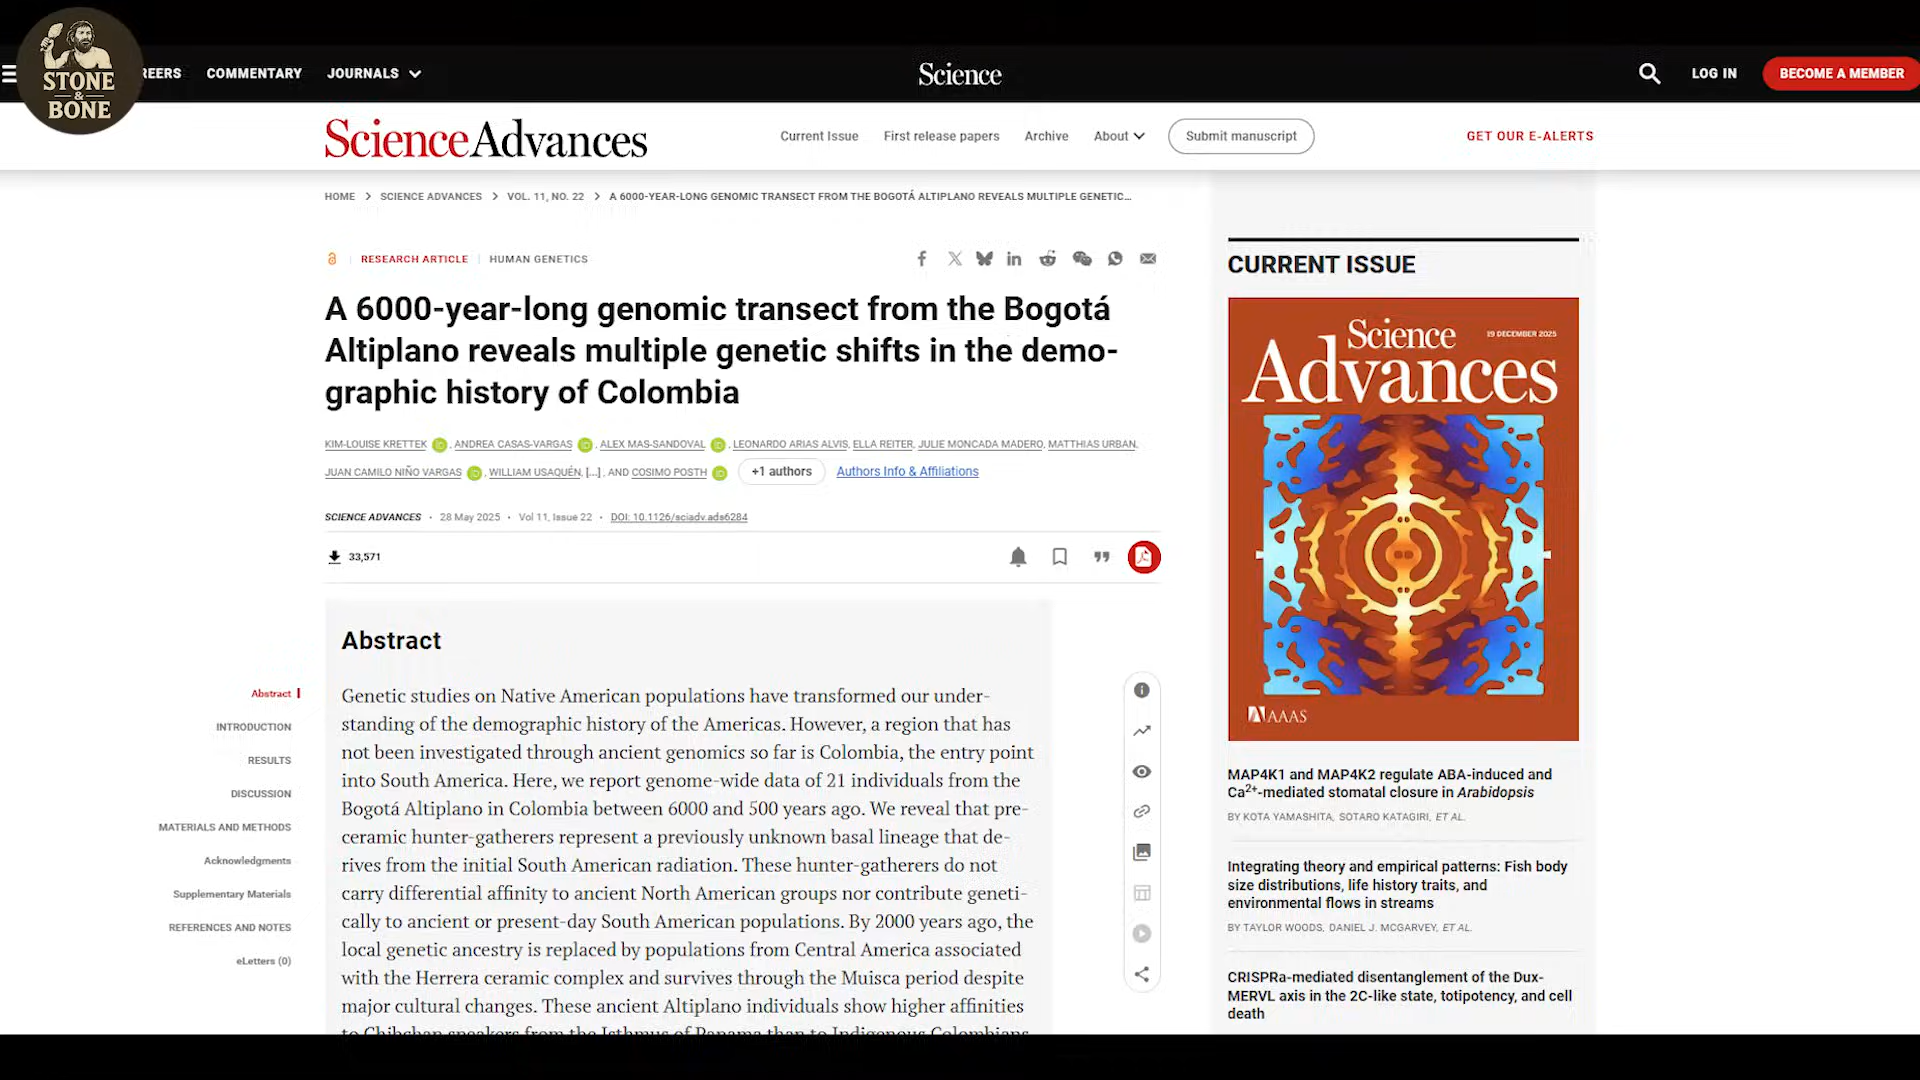 STONE
&
BONE
REERS
COMMENTARY
JOURNALS
Science
LOG IN
BECOME A MEMBER
ScienceAdvances
Current Issue
First release papers
Archive
About
Submit manuscript
GET OUR E-ALERTS
HOME > SCIENCE ADVANCES > VOL. 11, NO. 22 > A 6000-YEAR-LONG GENOMIC TRANSECT FROM THE BOGOTÁ ALTIPLANO REVEALS MULTIPLE GENETIC...
RESEARCH ARTICLE | HUMAN GENETICS
A 6000-year-long genomic transect from the Bogotá
Altiplano reveals multiple genetic shifts in the demo-
graphic history of Colombia
KIM-LOUISE KRETTEK, ANDREA CASAS-VARGAS, ALEX MAS-SANDOVAL, LEONARDO ARIAS ALVIS, ELLA REITER, JULIE MONCADA MADERO, MATTHIAS URBAN,
JUAN CAMILO NIÑO VARGAS, WILLIAM USAQUÉN, [...], AND COSIMO POSTH +1 authors Authors Info & Affiliations
SCIENCE ADVANCES · 28 May 2025 · Vol 11, Issue 22 · DOI: 10.1126/sciadv.ads6284
33,571
Abstract
Genetic studies on Native American populations have transformed our under-
standing of the demographic history of the Americas. However, a region that has
not been investigated through ancient genomics so far is Colombia, the entry point
into South America. Here, we report genome-wide data of 21 individuals from the
Bogotá Altiplano in Colombia between 6000 and 500 years ago. We reveal that pre-
ceramic hunter-gatherers represent a previously unknown basal lineage that de-
rives from the initial South American radiation. These hunter-gatherers do not
carry differential affinity to ancient North American groups nor contribute geneti-
cally to ancient or present-day South American populations. By 2000 years ago, the
local genetic ancestry is replaced by populations from Central America associated
with the Herrera ceramic complex and survives through the Muisca period despite
major cultural changes. These ancient Altiplano individuals show higher affinities
to Chibchan speakers from the Isthmus of Panama than to Indigenous Colombians
Abstract
INTRODUCTION
RESULTS
DISCUSSION
MATERIALS AND METHODS
Acknowledgments
Supplementary Materials
REFERENCES AND NOTES
eLetters (0)
CURRENT ISSUE
Science
Advances
19 DECEMBER 2025
AAAS
MAP4K1 and MAP4K2 regulate ABA-induced and
Ca2+-mediated stomatal closure in Arabidopsis
BY KOTA YAMASHITA, SOTARO KATAGIRI, ET AL.
Integrating theory and empirical patterns: Fish body
size distributions, life history traits, and
environmental flows in streams
BY TAYLOR WOODS, DANIEL J. MCGARVEY, ET AL.
CRISPRa-mediated disentanglement of the Dux-
MERVL axis in the 2C-like state, totipotency, and cell
death